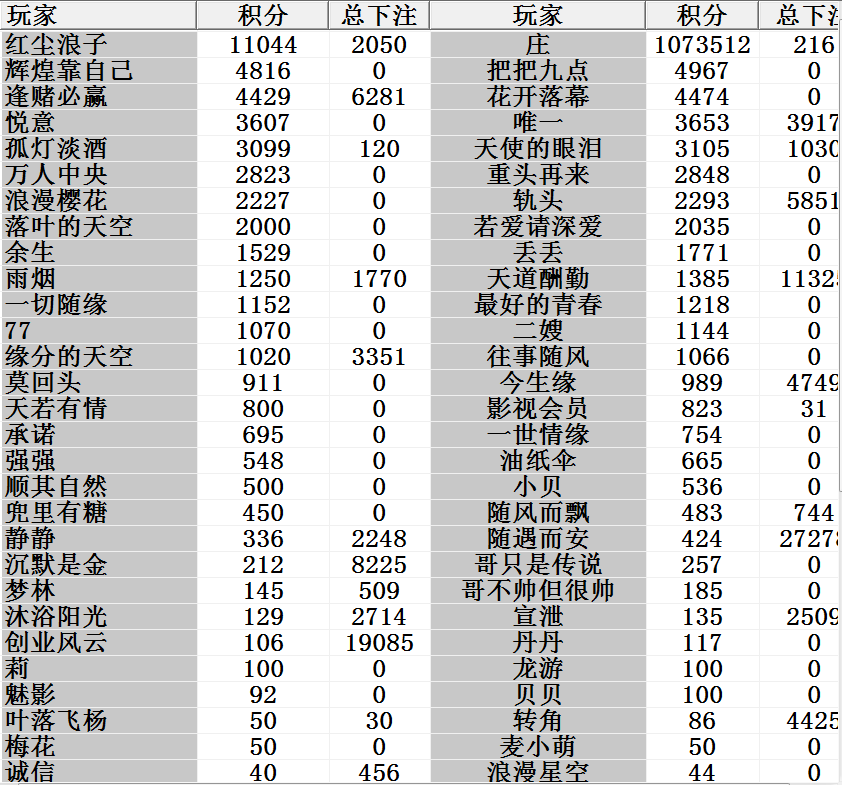 玩家 积分 总下注 玩家 积分 总下注
红尘浪子 11044 2050 庄 1073512 216
辉煌靠自己 4816 0 把把九点 4967 0
逢赌必赢 4429 6281 花开落幕 4474 0
悦意 3607 0 唯一 3653 3917
孤灯淡酒 3099 120 天使的眼泪 3105 1030
万人中央 2823 0 重头再来 2848 0
浪漫樱花 2227 0 轨头 2293 5851
落叶的天空 2000 0 若爱请深爱 2035 0
余生 1529 0 丢丢 1771 0
雨烟 1250 1770 天道酬勤 1385 11325
一切随缘 1152 0 最好的青春 1218 0
77 1070 0 二嫂 1144 0
缘分的天空 1020 3351 往事随风 1066 0
莫回头 911 0 今生缘 989 4749
天若有情 800 0 影视会员 823 31
承诺 695 0 一世情缘 754 0
强强 548 0 油纸伞 665 0
顺其自然 500 0 小贝 536 0
兜里有糖 450 0 随风而飘 483 744
静静 336 2248 随遇而安 424 27278
沉默是金 212 8225 哥只是传说 257 0
梦林 145 509 哥不帅但很帅 185 0
沐浴阳光 129 2714 宣泄 135 2509
创业风云 106 19085 丹丹 117 0
莉 100 0 龙游 100 0
魅影 92 0 贝贝 100 0
叶落飞杨 50 30 转角 86 4425
梅花 50 0 麦小萌 50 0
诚信 40 456 浪漫星空 44 0